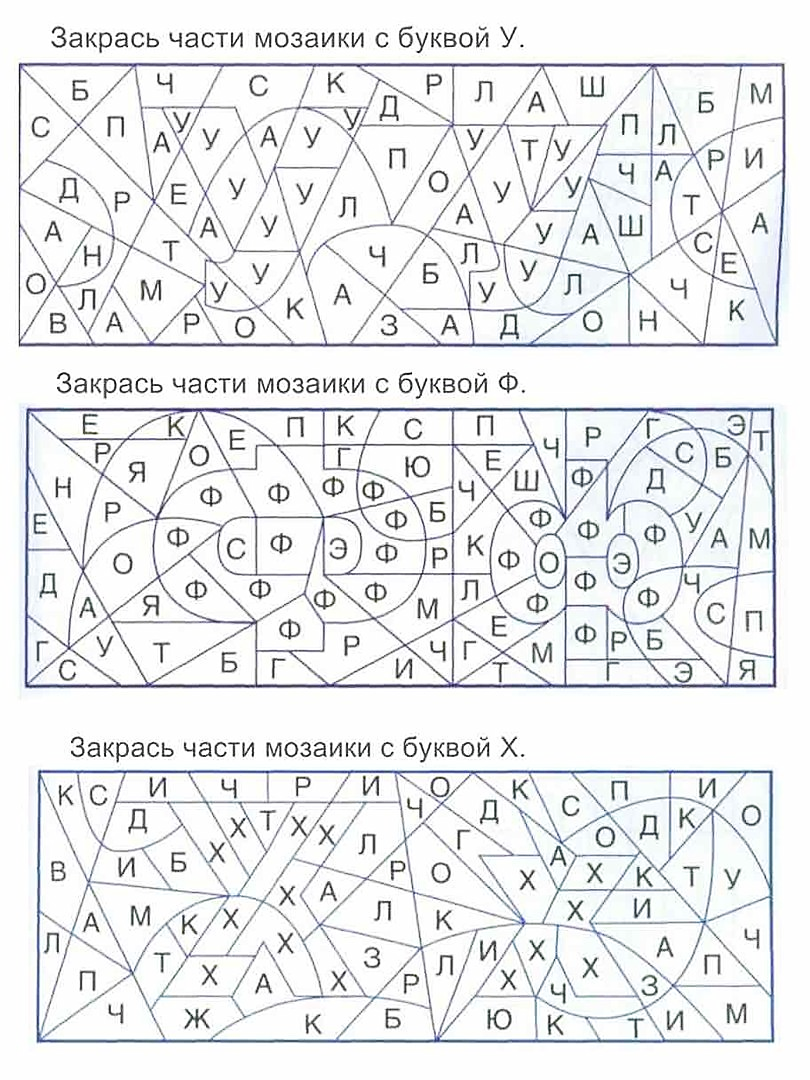 Закрась части мозаики с буквой У.
Б Ч С К Р Л А Ш Б М
С П А У У А У У Д У Т У П Л Р И
Д Р Е У У Л П О А У У Ч А Т
А Н Т А У Ч Л У А Ш С А
О Л М У У К А Б У У Л Е Ч К
В А Р О З А Д О Н
Закрась части мозаики с буквой Ф.
Е К Е П К С П Ч Р Г Э Т
Р Я О Г Ю Е Ш Ф Д С Б
Н Ф Ф Ф Ф Ч
Е Р Ф С Ф Э Ф Ф Б К Ф Ф Ф Ф У А М
О Р Ф О Э
Д А Я Ф Ф Ф Ф М Л Ф Ф Ф Ч С П
Г У Т Ф Р Ч Г Е М Ф Р Б
С Б Г И Т Г Э Я
Закрась части мозаики с буквой Х.
К С И Ч Р И О К П И
Д Х Т Х Х Л Ч Г Д С О Д К О
В И Б Х Р О А
Х А Х Х К Т У
Л А М К Х Л К Х И
П Т Х А Х Х З Р Л И Х Х Х Ч З А П Ч
Ч Ж К Б Ю К Т И М